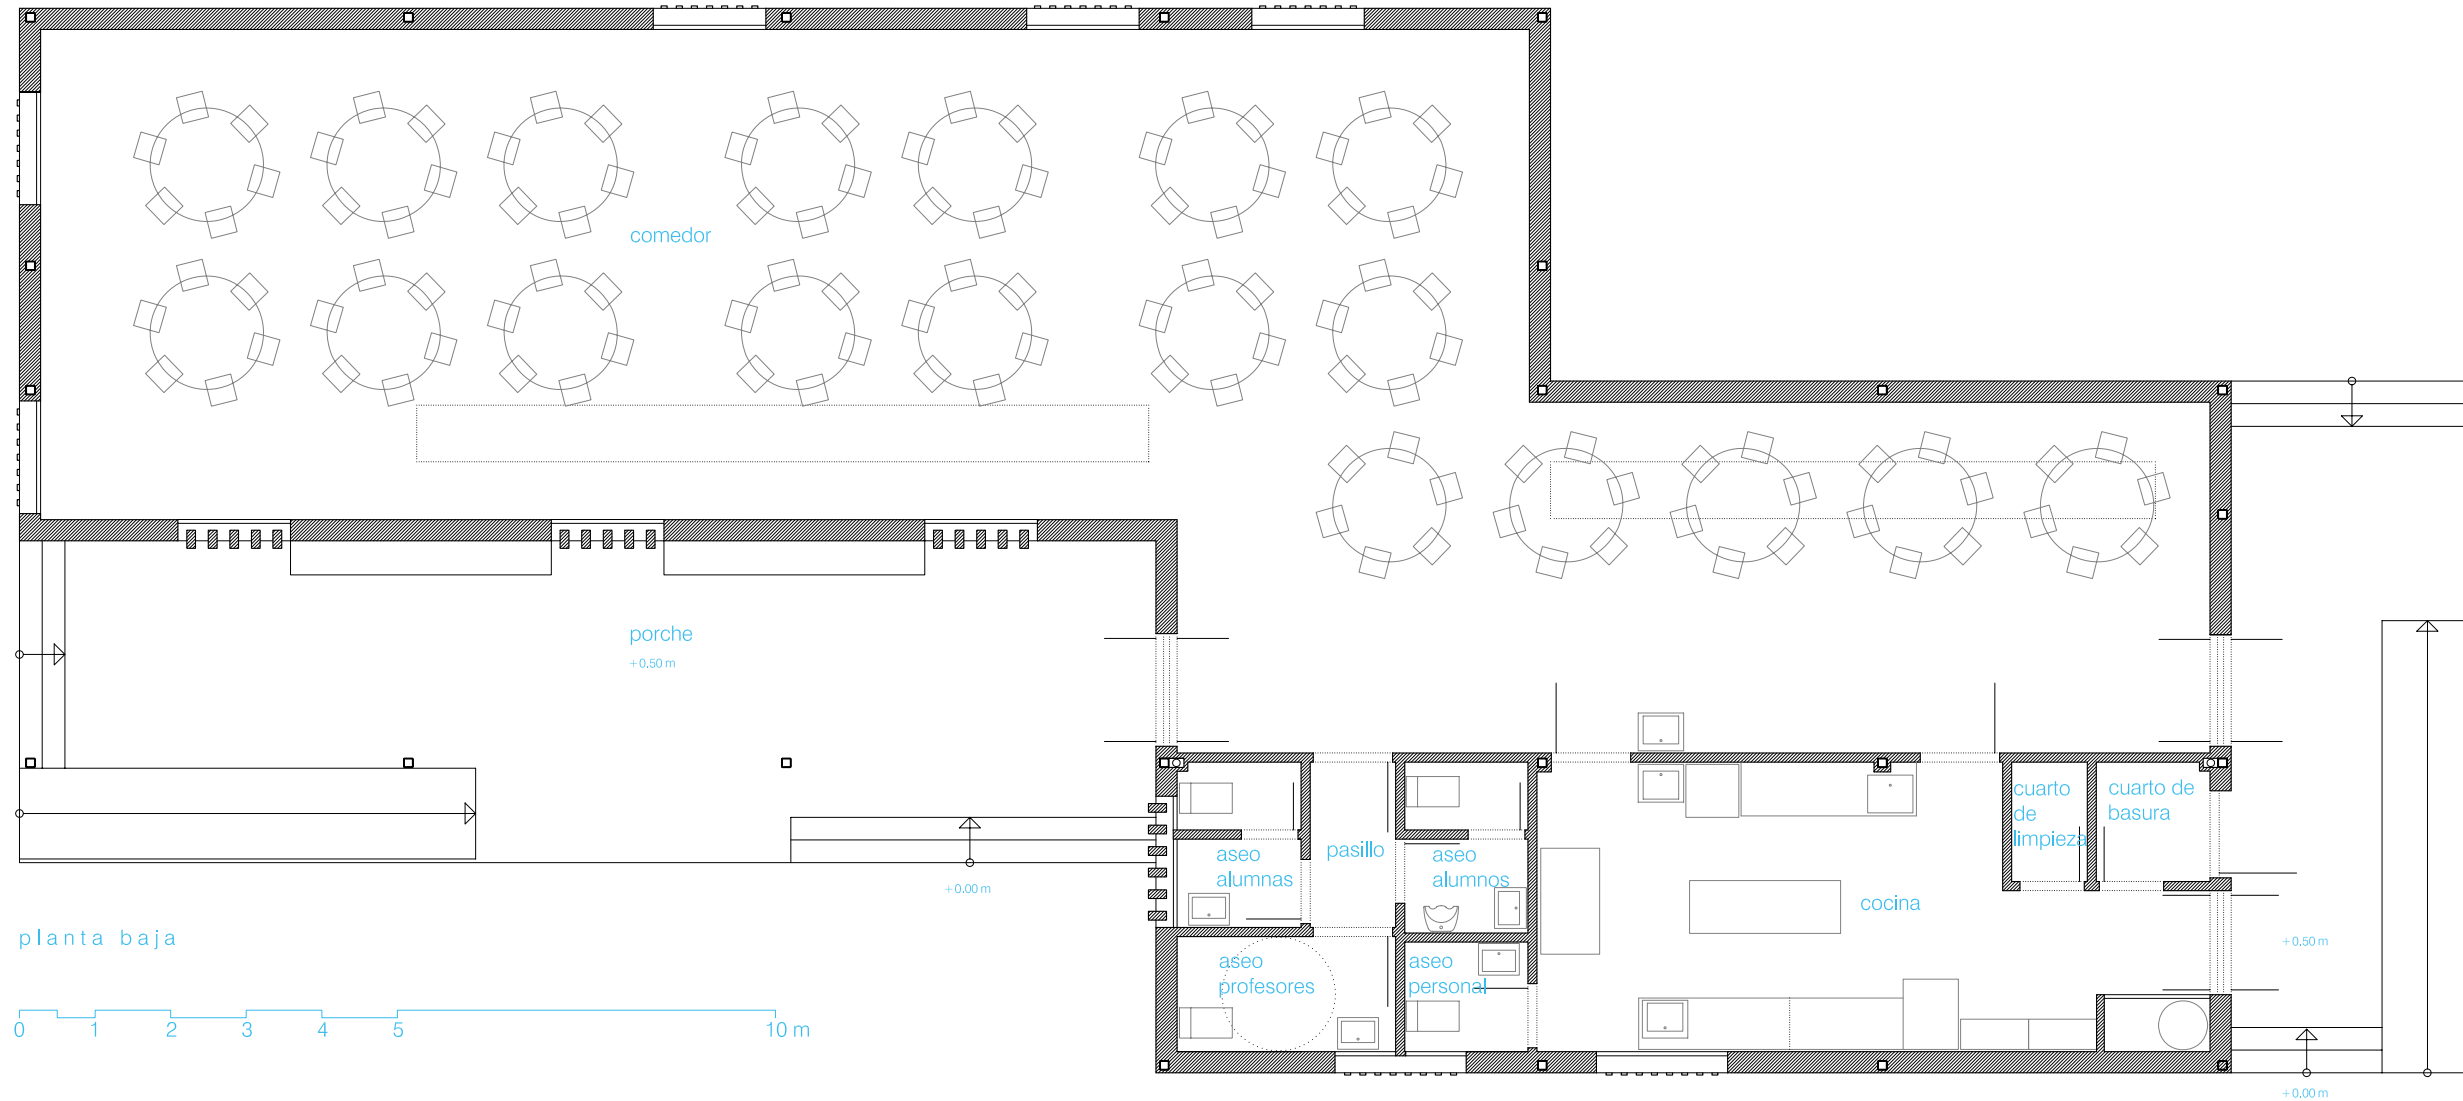 comedor
porche
+0.50 m
cuarto
de
limpieza
cuarto de
basura
aseo
alumnas
pasillo
aseo
alumnos
+0.00 m
cocina
planta baja
+0.50 m
aseo
profesores
aseo
personal
0 1 2 3 4 5 10 m
+0.00 m